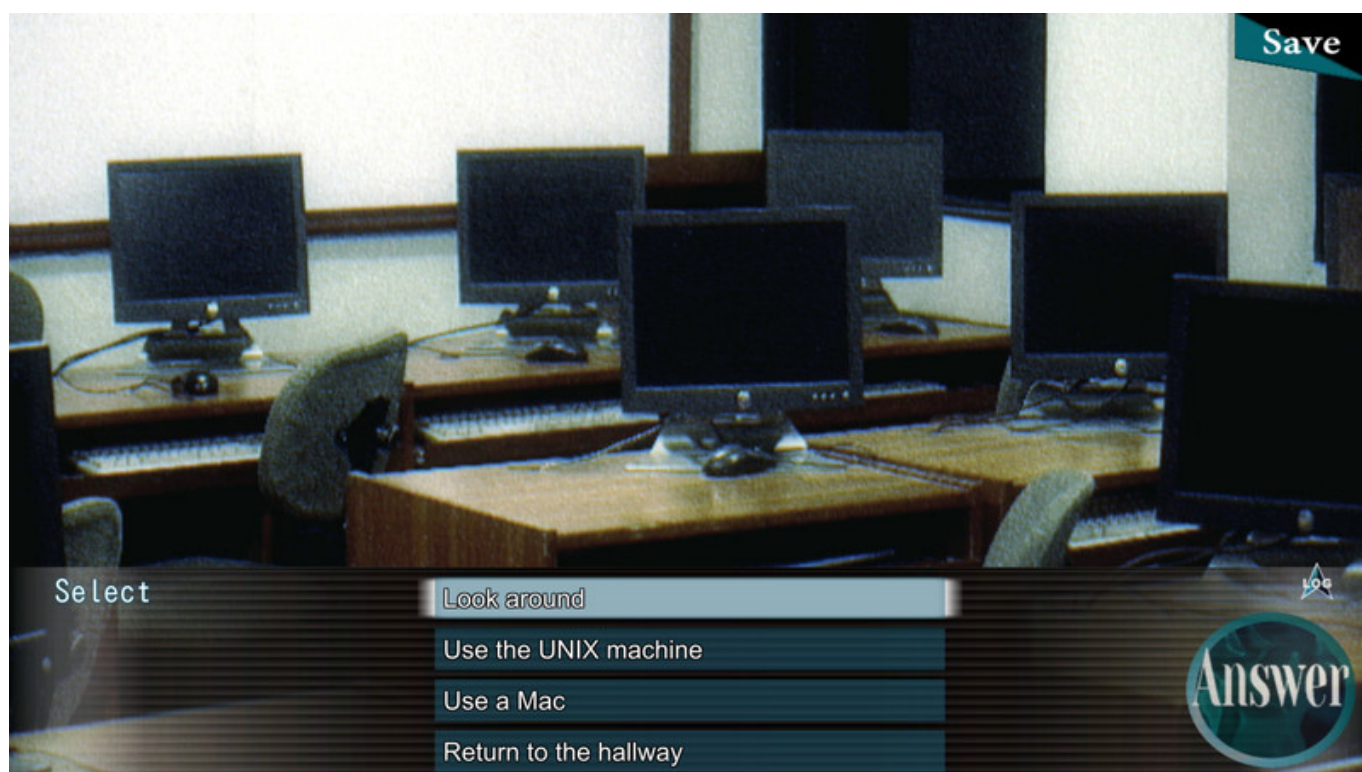 Save
Select
Look around
Use the UNIX machine
Use a Mac
Return to the hallway
LOG
Answer